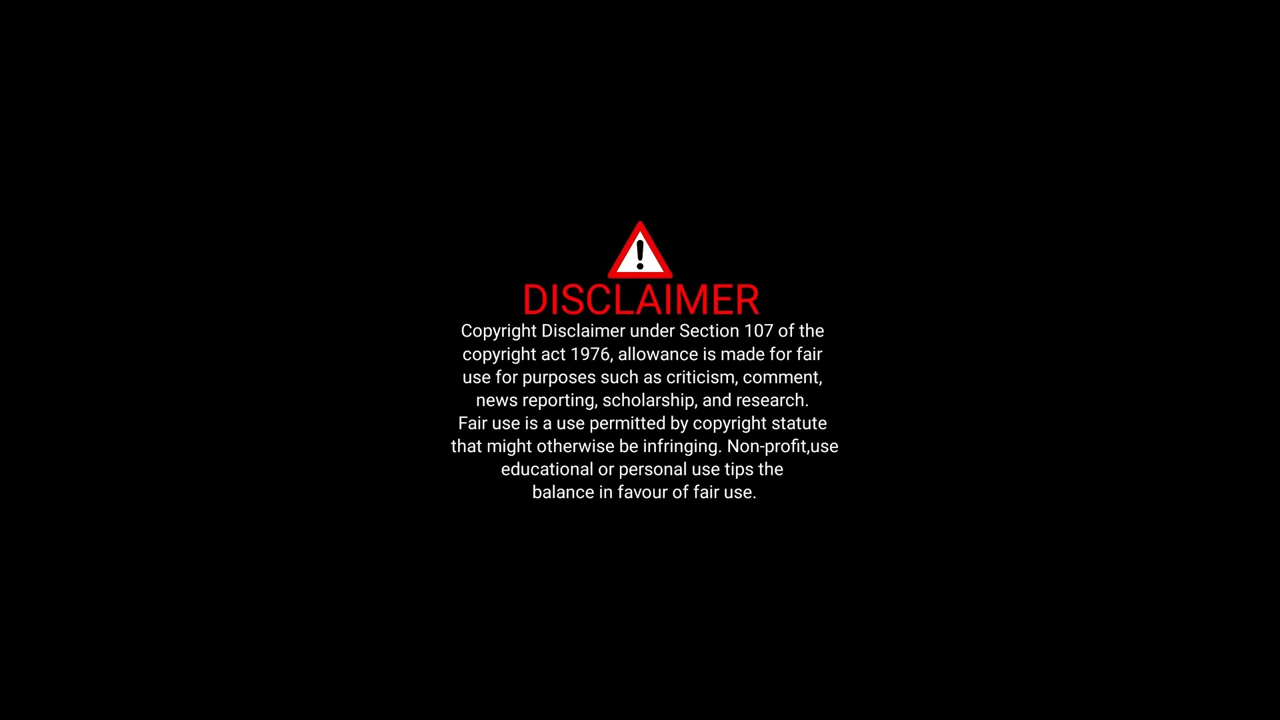 DISCLAIMER
Copyright Disclaimer under Section 107 of the
copyright act 1976, allowance is made for fair
use for purposes such as criticism, comment,
news reporting, scholarship, and research.
Fair use is a use permitted by copyright statute
that might otherwise be infringing. Non-profit,use
educational or personal use tips the
balance in favour of fair use.